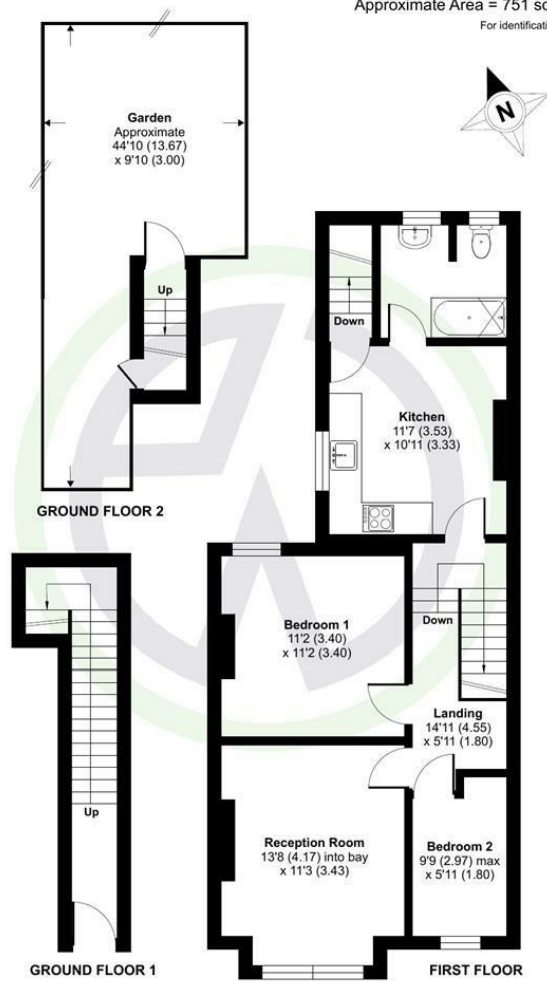 Approximate Area = 751 sq
For identificati
N
Garden
Approximate
44'10 (13.67)
x 9'10 (3.00)
Up
GROUND FLOOR 2
Down
Kitchen
11'7 (3.53)
x 10'11 (3.33)
Bedroom 1
11'2 (3.40)
x 11'2 (3.40)
Down
Landing
14'11 (4.55)
x 5'11 (1.80)
Up
Reception Room
13'8 (4.17) into bay
x 11'3 (3.43)
Bedroom 2
9'9 (2.97) max
x 5'11 (1.80)
GROUND FLOOR 1
FIRST FLOOR